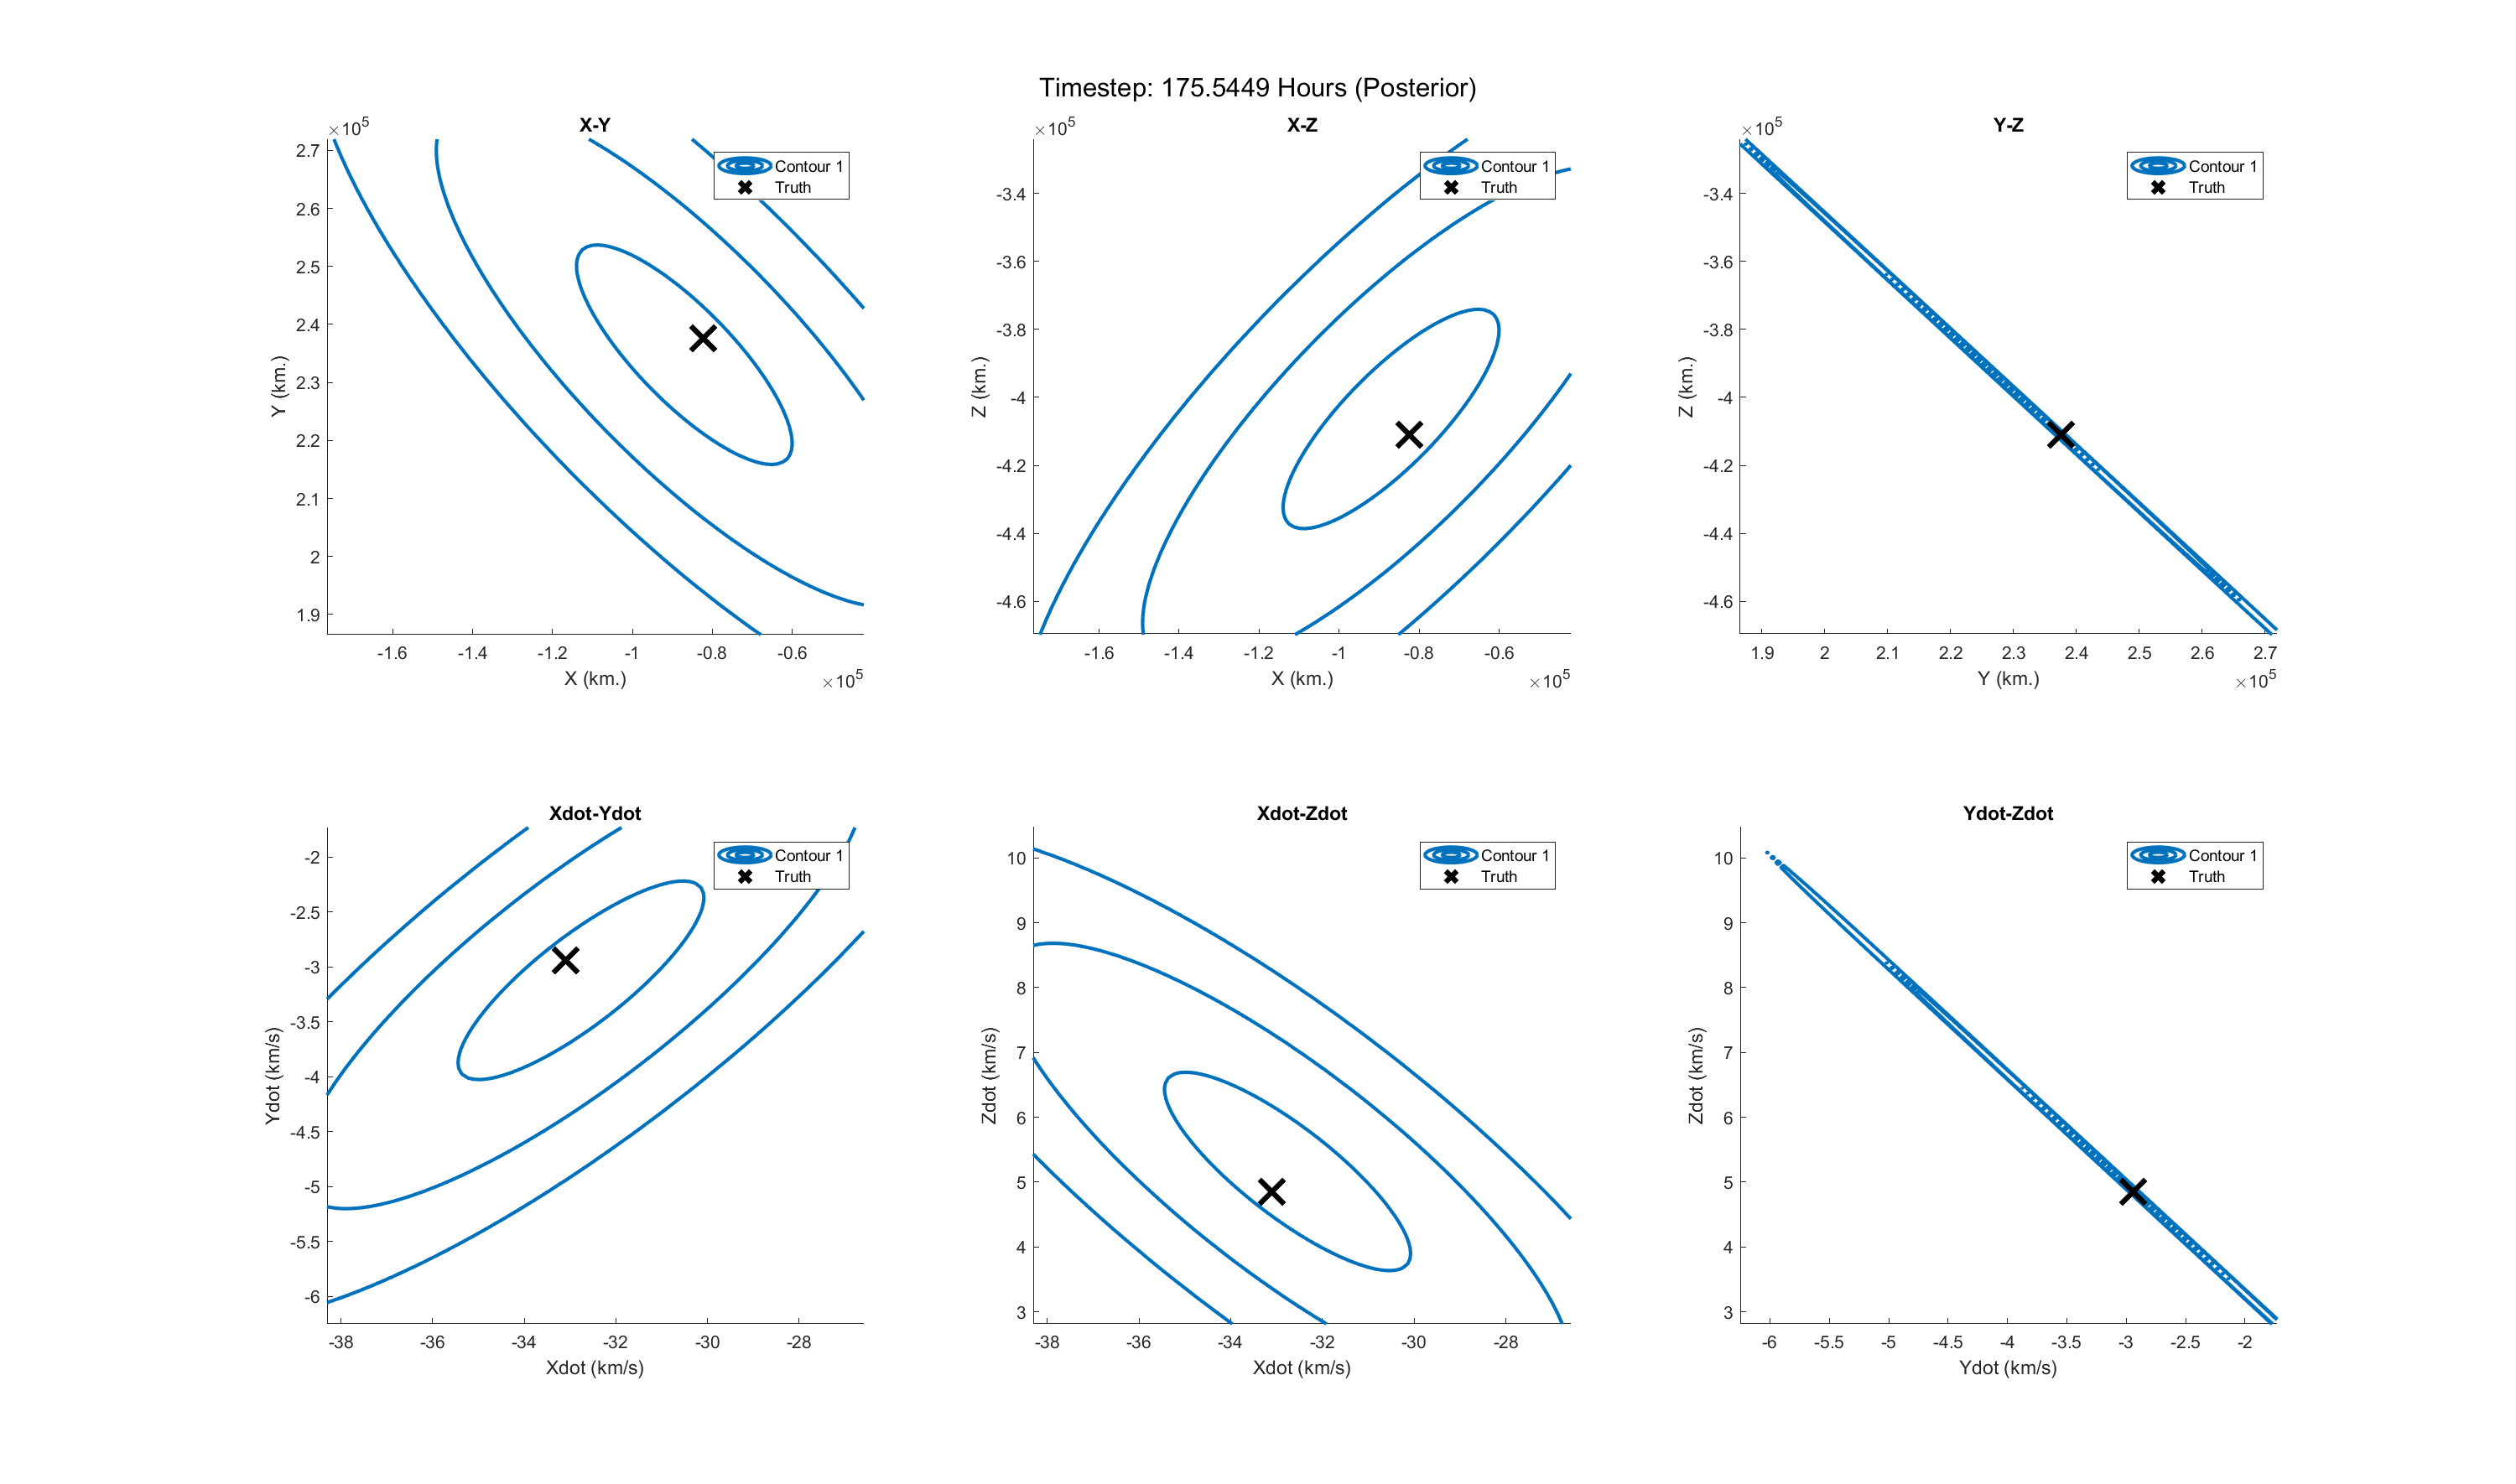 Timestep: 175.5449 Hours (Posterior)
X-Y
×10^5
Contour 1
Truth
2.7
2.6
2.5
2.4
2.3
2.2
2.1
2
1.9
Y (km.)
-1.6 -1.4 -1.2 -1 -0.8 -0.6
X (km.)
×10^5
X-Z
×10^5
Contour 1
Truth
-3.4
-3.6
-3.8
-4
-4.2
-4.4
-4.6
Z (km.)
-1.6 -1.4 -1.2 -1 -0.8 -0.6
X (km.)
×10^5
Y-Z
×10^5
Contour 1
Truth
-3.4
-3.6
-3.8
-4
-4.2
-4.4
-4.6
Z (km.)
1.9 2 2.1 2.2 2.3 2.4 2.5 2.6 2.7
Y (km.)
×10^5
Xdot-Ydot
Contour 1
Truth
-2
-2.5
-3
-3.5
-4
-4.5
-5
-5.5
-6
Ydot (km/s)
-38 -36 -34 -32 -30 -28
Xdot (km/s)
Xdot-Zdot
Contour 1
Truth
10
9
8
7
6
5
4
3
Zdot (km/s)
-38 -36 -34 -32 -30 -28
Xdot (km/s)
Ydot-Zdot
Contour 1
Truth
10
9
8
7
6
5
4
3
Zdot (km/s)
-6 -5.5 -5 -4.5 -4 -3.5 -3 -2.5 -2
Ydot (km/s)